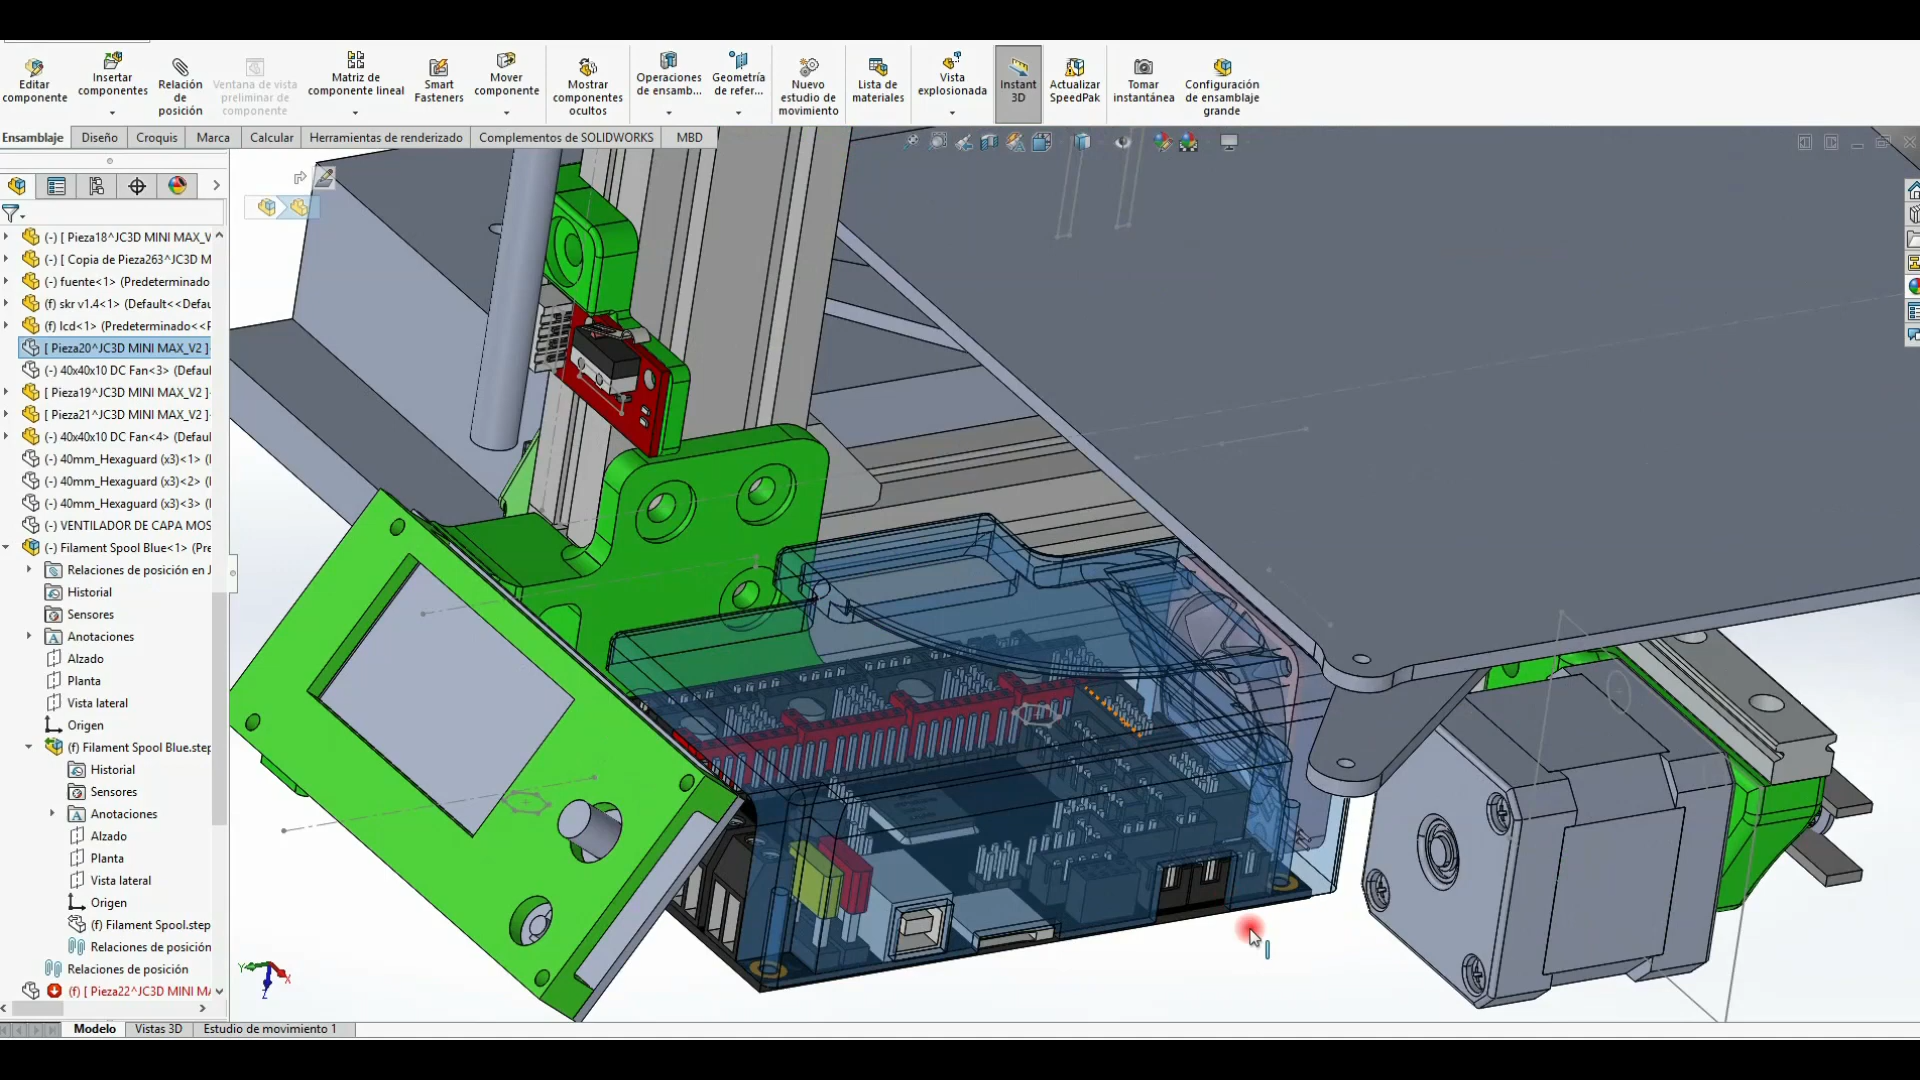 Editar componente
Insertar componentes
Relación de posición
Ventana de vista preliminar de componente
Matriz de componente lineal
Smart Fasteners
Mover componente
Mostrar componentes ocultos
Operaciones de ensamb...
Geometría de refer...
Nuevo estudio de movimiento
Lista de materiales
Vista explosionada
Instant 3D
Actualizar SpeedPak
Tomar instantánea
Configuración de ensamblaje grande
Ensamblaje Diseño Croquis Marca Calcular Herramientas de renderizado Complementos de SOLIDWORKS MBD
(-) [ Pieza18^JC3D MINI MAX_V
(-) [ Copia de Pieza263^JC3D M
(-) fuente<1> (Predeterminado
(f) skr v1.4<1> (Default<<Defau
(f) lcd<1> (Predeterminado<<P
[ Pieza20^JC3D MINI MAX_V2 ]
(-) 40x40x10 DC Fan<3> (Defaul
[ Pieza19^JC3D MINI MAX_V2 ]
[ Pieza21^JC3D MINI MAX_V2 ]
(-) 40x40x10 DC Fan<4> (Defaul
(-) 40mm_Hexaguard (x3)<1> (
(-) 40mm_Hexaguard (x3)<2> (
(-) 40mm_Hexaguard (x3)<3> (
(-) VENTILADOR DE CAPA MOS
(-) Filament Spool Blue<1> (Pre
Relaciones de posición en J
Historial
Sensores
Anotaciones
Alzado
Planta
Vista lateral
Origen
(f) Filament Spool Blue.step
Historial
Sensores
Anotaciones
Alzado
Planta
Vista lateral
Origen
(f) Filament Spool.step
Relaciones de posición
Relaciones de posición
(f) [ Pieza22^JC3D MINI MA
Y X
Z
Modelo Vistas 3D Estudio de movimiento 1